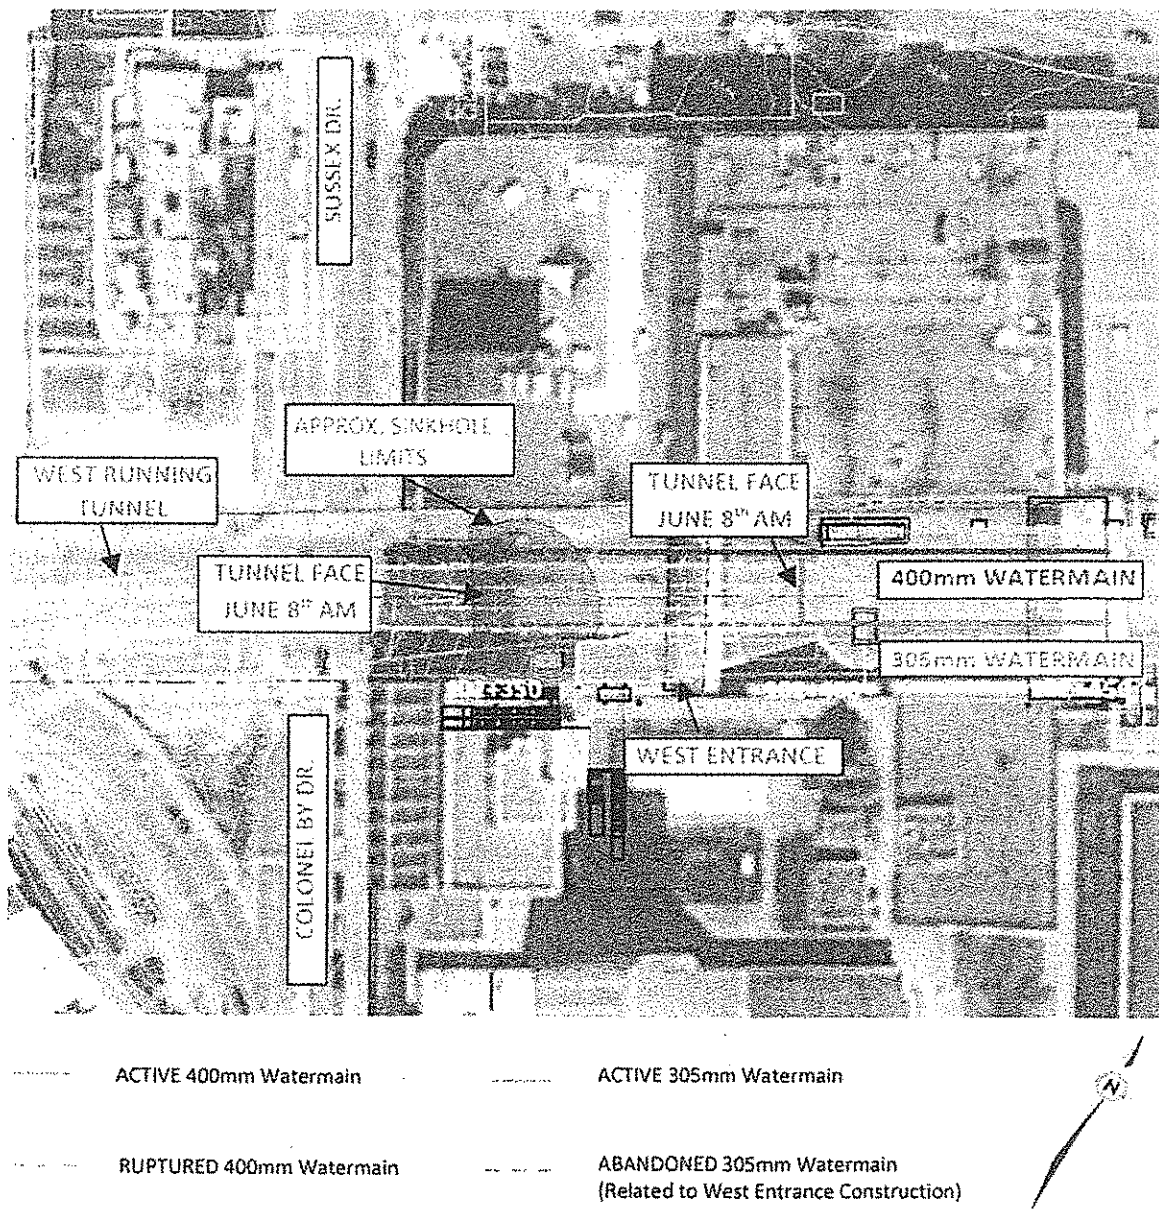 SUSSEX DR.
APPROX. SINKHOLE
LIMITS
WEST RUNNING
TUNNEL
TUNNEL FACE
JUNE 8th AM
TUNNEL FACE
JUNE 8th AM
400mm WATERMAIN
305mm WATERMAIN
WEST ENTRANCE
COLONEL BY DR.
ACTIVE 400mm Watermain
ACTIVE 305mm Watermain
N
RUPTURED 400mm Watermain
ABANDONED 305mm Watermain
(Related to West Entrance Construction)